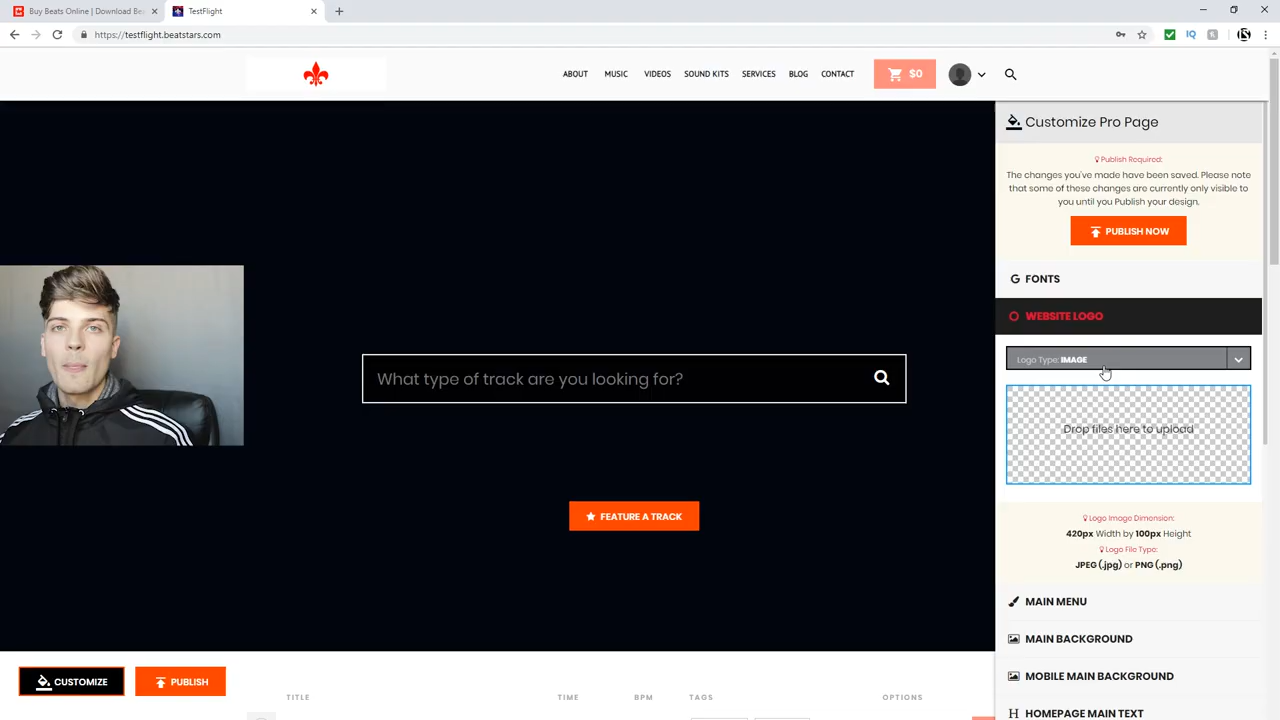 Buy Beats Online | Download Bea
TestFlight
https://testflight.beatstars.com
IQ
ABOUT MUSIC VIDEOS SOUND KITS SERVICES BLOG CONTACT
$0
Customize Pro Page
Publish Required:
The changes you've made have been saved. Please note
that some of these changes are currently only visible to
you until you Publish your design.
PUBLISH NOW
FONTS
WEBSITE LOGO
Logo Type: IMAGE
Drop files here to upload
Logo Image Dimension:
420px Width by 100px Height
Logo File Type:
JPEG (.jpg) or PNG (.png)
MAIN MENU
MAIN BACKGROUND
MOBILE MAIN BACKGROUND
HOMEPAGE MAIN TEXT
What type of track are you looking for?
FEATURE A TRACK
CUSTOMIZE
PUBLISH
TITLE TIME BPM TAGS OPTIONS